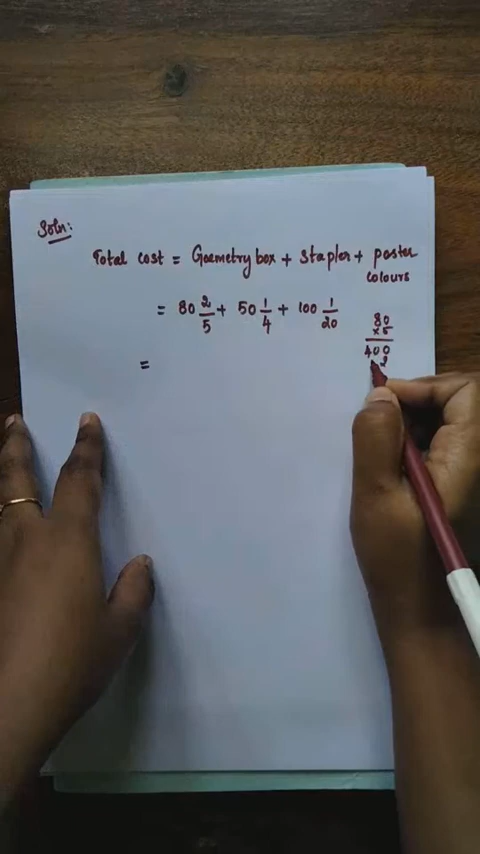 Soln:
Total cost = Geometry box + stapler + poster
colours
= 80 2/5 + 50 1/4 + 100 1/20
80
×5
400
2
=